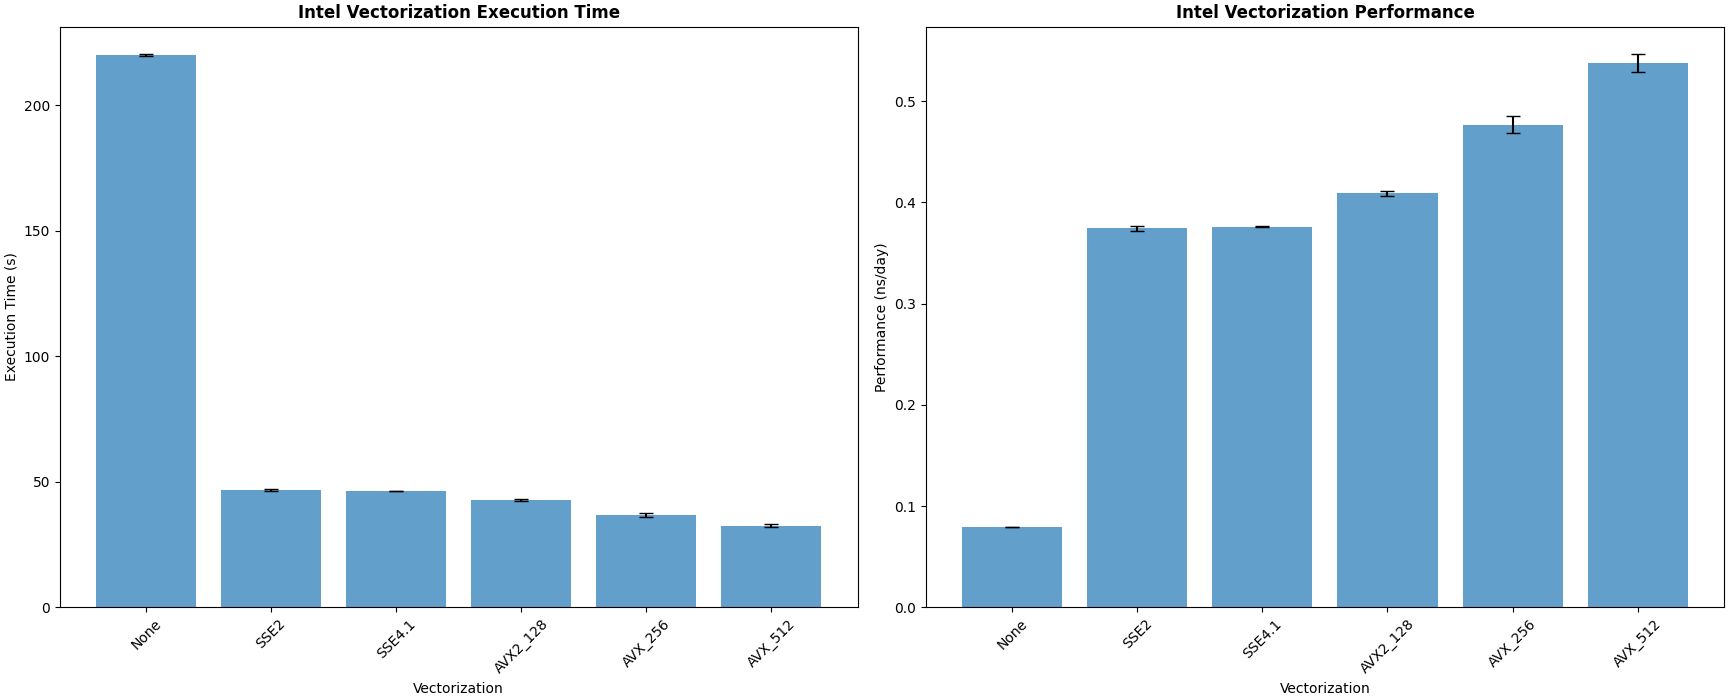 Intel Vectorization Execution Time
Execution Time (s)
200
150
100
50
0
None
SSE2
SSE4.1
AVX2_128
AVX_256
AVX_512
Vectorization
Intel Vectorization Performance
Performance (ns/day)
0.5
0.4
0.3
0.2
0.1
0.0
None
SSE2
SSE4.1
AVX2_128
AVX_256
AVX_512
Vectorization